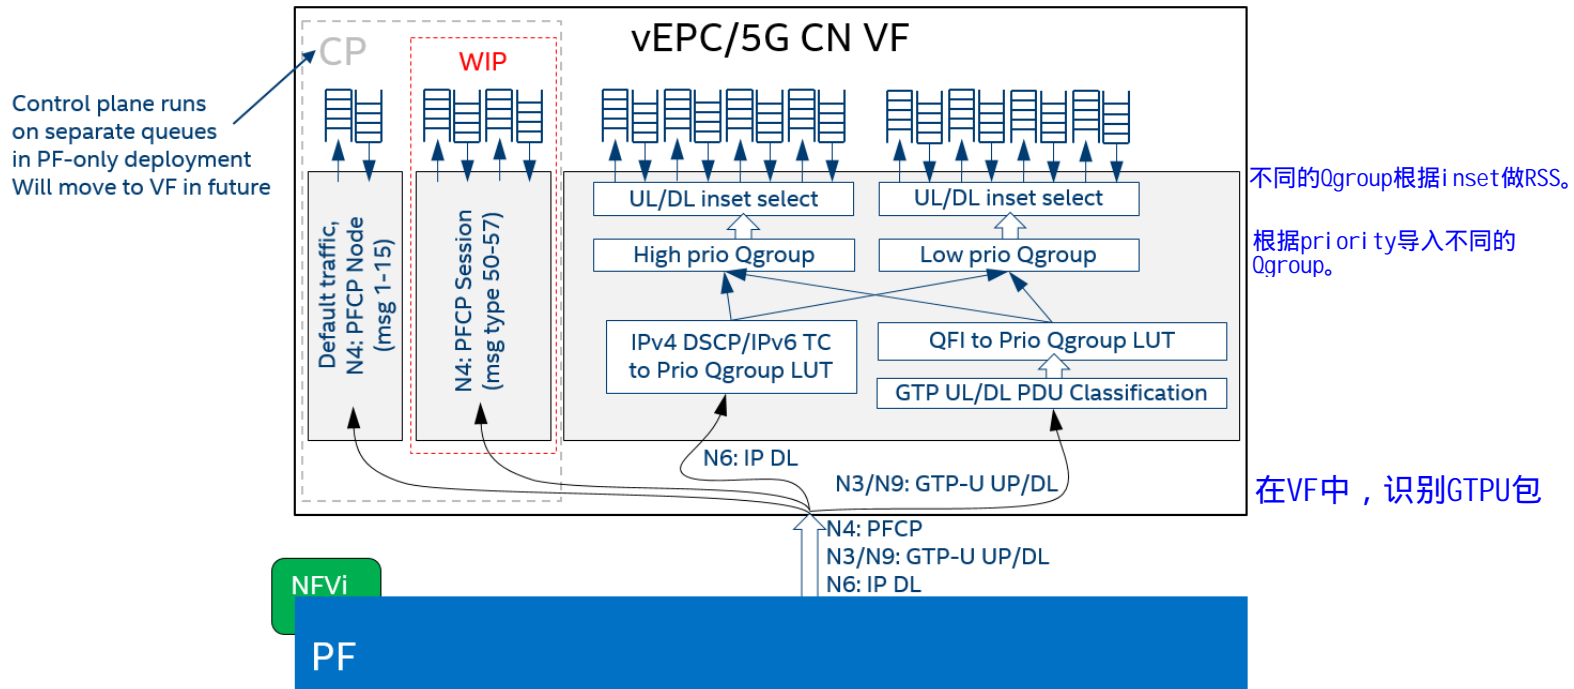 vEPC/5G CN VF
CP
WIP
Control plane runs
on separate queues
in PF-only deployment
Will move to VF in future
Default traffic,
N4: PFCP Node
(msg 1-15)
N4: PFCP Session
(msg type 50-57)
UL/DL inset select
UL/DL inset select
不同的Qgroup根据inset做RSS。
High prio Qgroup
Low prio Qgroup
根据priority导入不同的
Qgroup。
IPv4 DSCP/IPv6 TC
to Prio Qgroup LUT
QFI to Prio Qgroup LUT
GTP UL/DL PDU Classification
N6: IP DL
N3/N9: GTP-U UP/DL
在VF中，识别GTPU包
N4: PFCP
N3/N9: GTP-U UP/DL
N6: IP DL
NFVi
PF